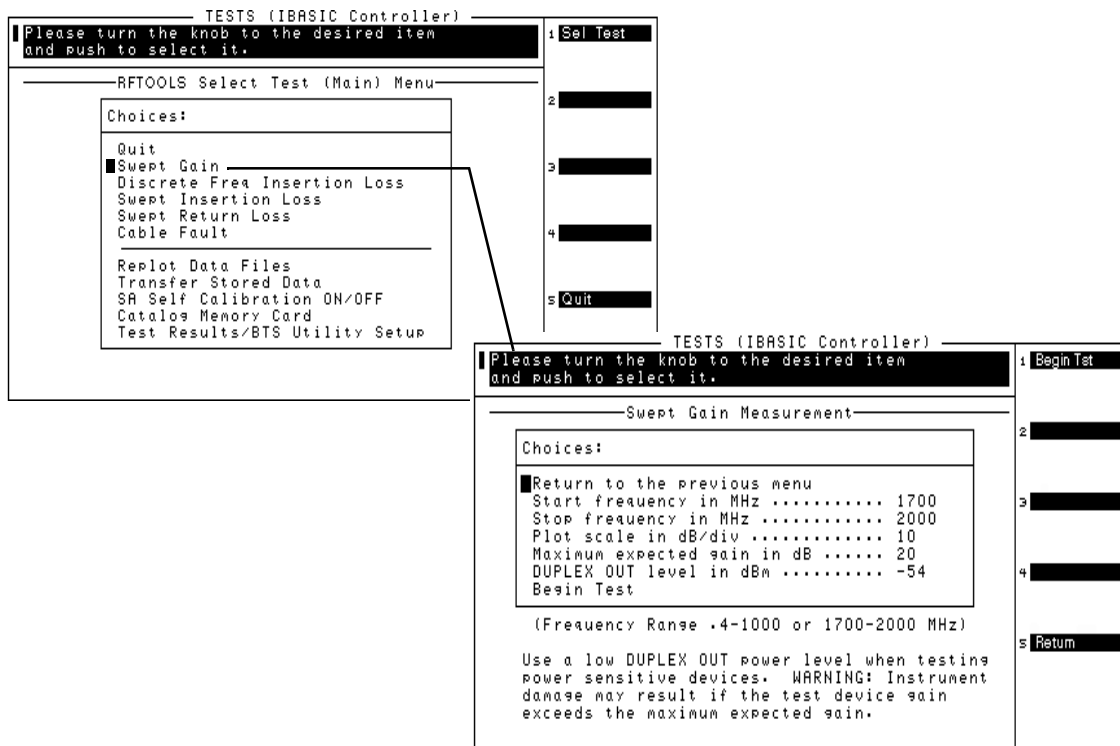 TESTS (IBASIC Controller)
Please turn the knob to the desired item
and push to select it.
RFTOOLS Select Test (Main) Menu
Choices:
Quit
Swept Gain
Discrete Freq Insertion Loss
Swept Insertion Loss
Swept Return Loss
Cable Fault
Replot Data Files
Transfer Stored Data
SA Self Calibration ON/OFF
Catalog Memory Card
Test Results/BTS Utility Setup
1 Sel Test
2
3
4
5 Quit
TESTS (IBASIC Controller)
Please turn the knob to the desired item
and push to select it.
Swept Gain Measurement
Choices:
Return to the previous menu
Start frequency in MHz ........... 1700
Stop frequency in MHz ............ 2000
Plot scale in dB/div ............. 10
Maximum expected gain in dB ...... 20
DUPLEX OUT level in dBm .......... -54
Begin Test
(Frequency Range .4-1000 or 1700-2000 MHz)
Use a low DUPLEX OUT power level when testing
power sensitive devices.  WARNING: Instrument
damage may result if the test device gain
exceeds the maximum expected gain.
1 Begin Tst
2
3
4
5 Return